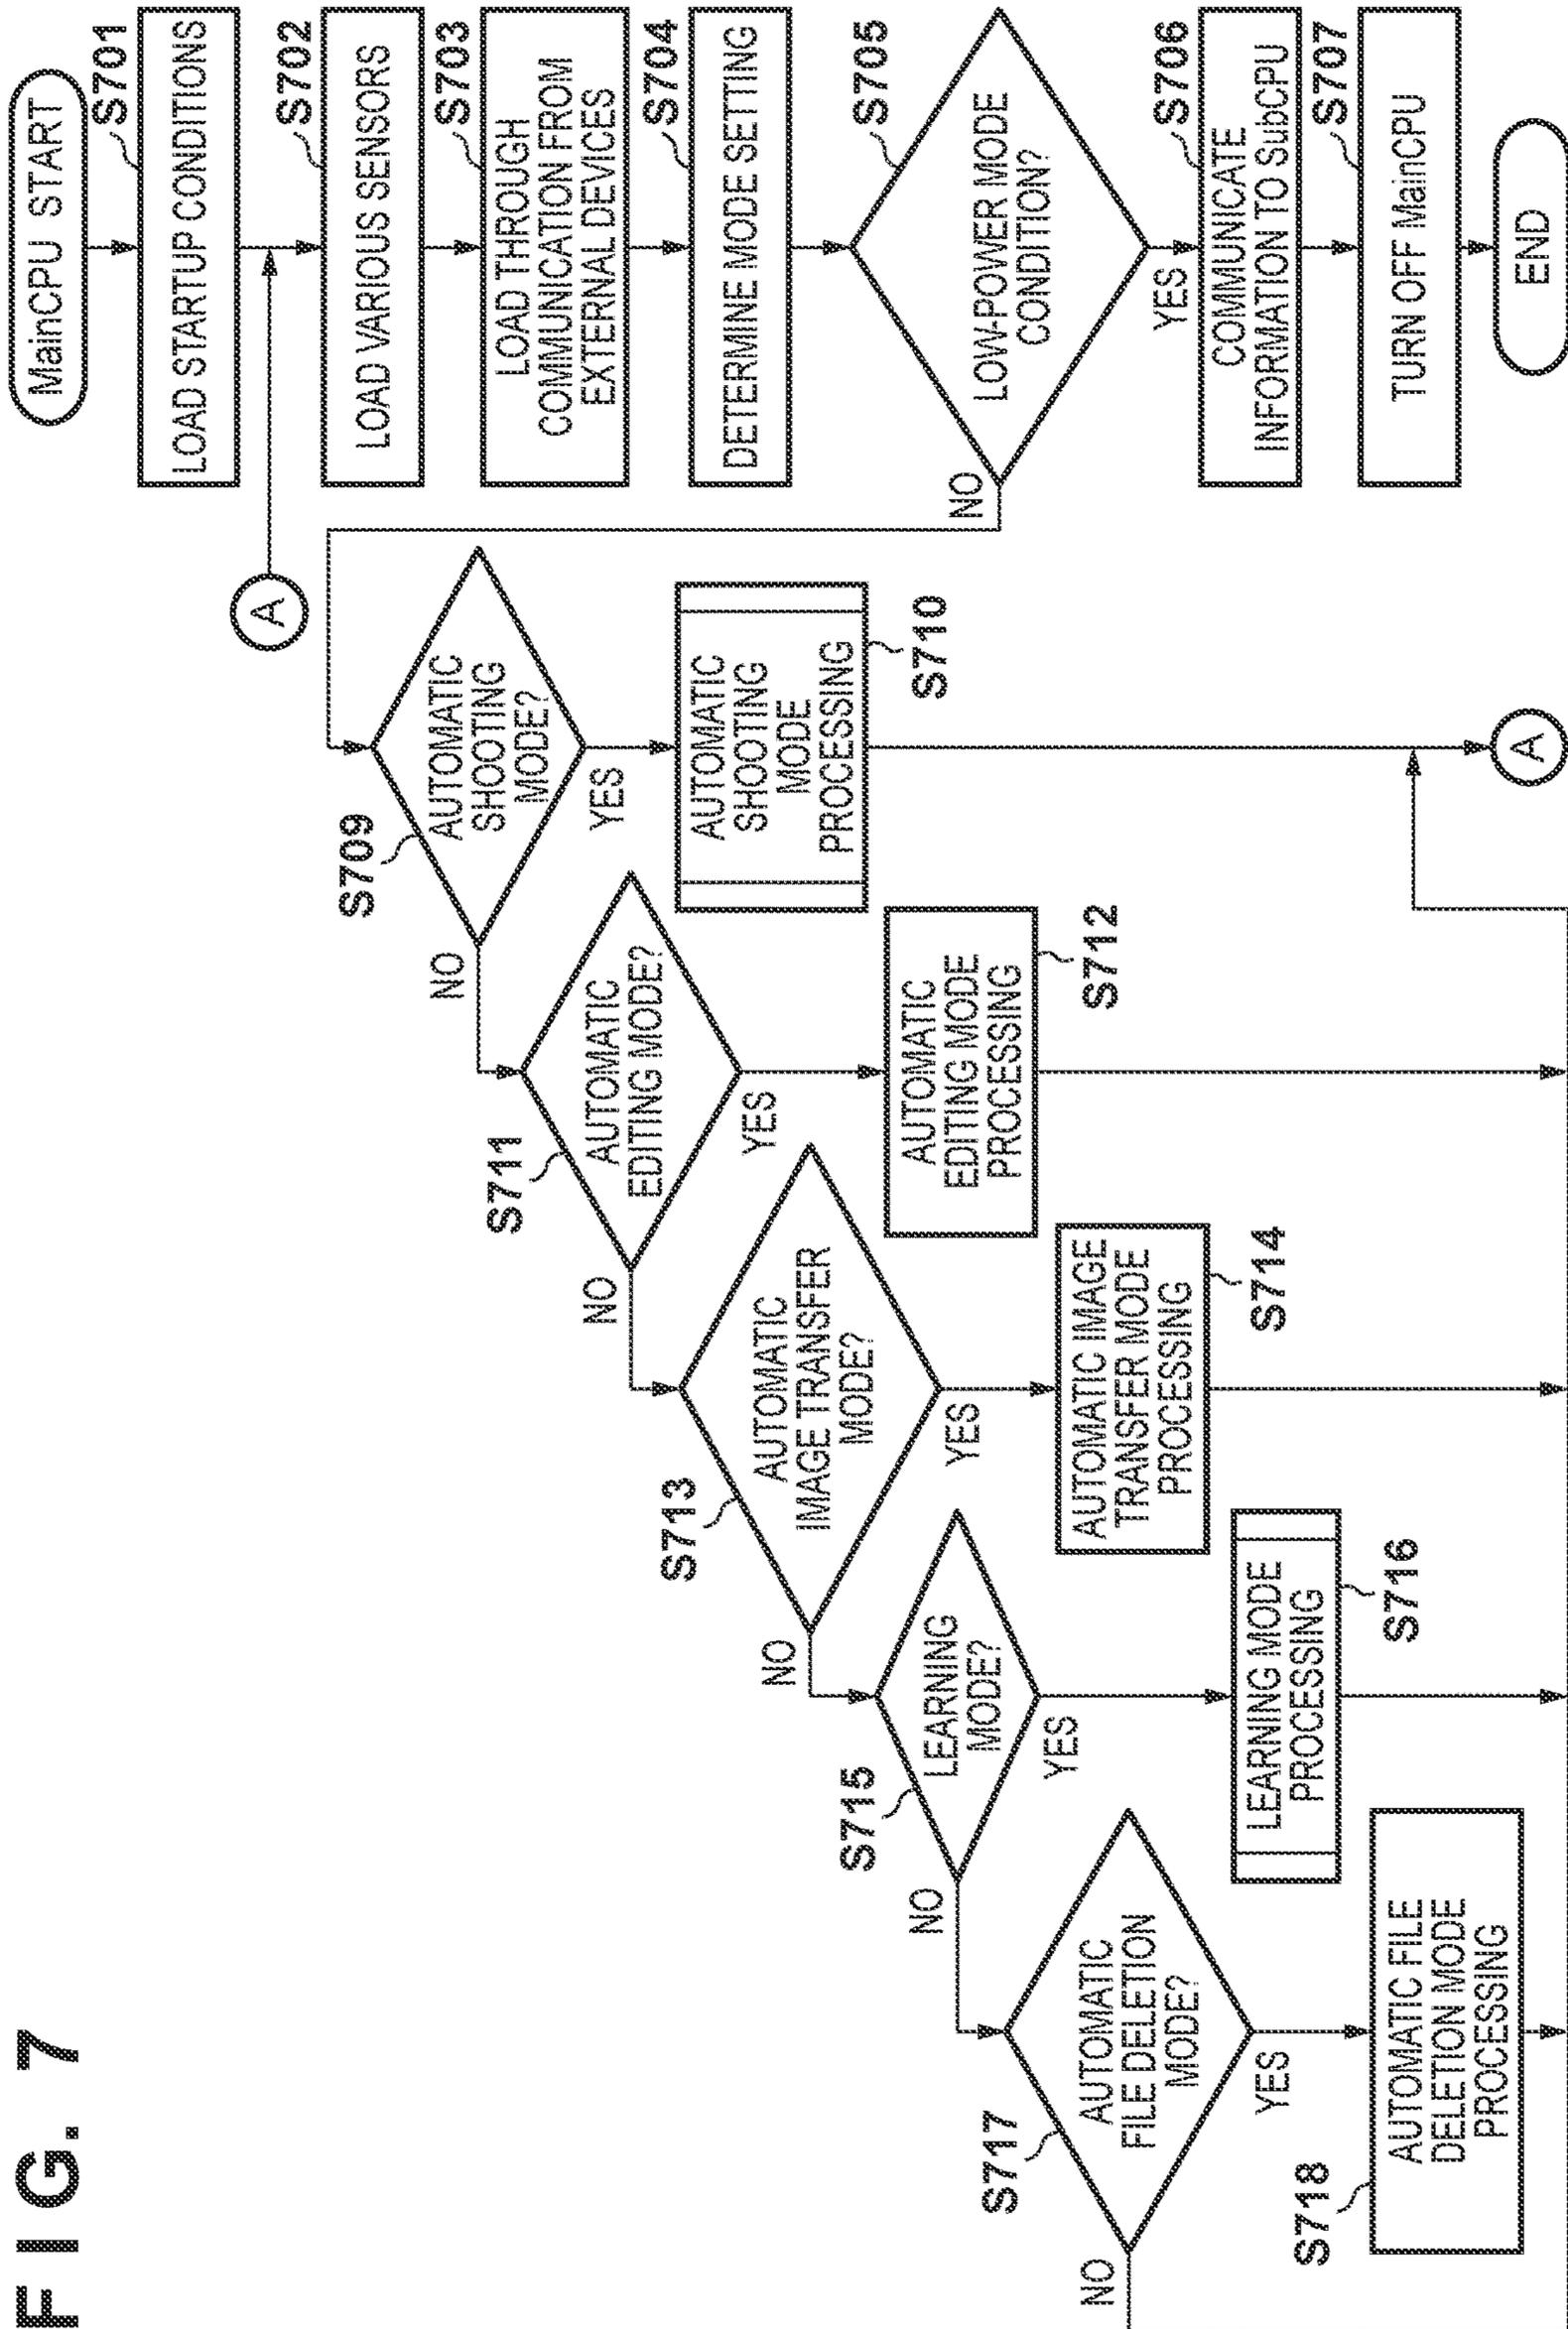 FIG. 7
MainCPU START
S701
LOAD STARTUP CONDITIONS
A
S702
LOAD VARIOUS SENSORS
S703
LOAD THROUGH
COMMUNICATION FROM
EXTERNAL DEVICES
S704
DETERMINE MODE SETTING
S705
LOW-POWER MODE
CONDITION?
NO
YES
S706
COMMUNICATE
INFORMATION TO SubCPU
S707
TURN OFF MainCPU
END
S709
AUTOMATIC
SHOOTING
MODE?
NO
YES
AUTOMATIC
SHOOTING
MODE
PROCESSING
S710
S711
AUTOMATIC
EDITING MODE?
NO
YES
AUTOMATIC
EDITING MODE
PROCESSING
S712
S713
AUTOMATIC
IMAGE TRANSFER
MODE?
NO
YES
AUTOMATIC IMAGE
TRANSFER MODE
PROCESSING
S714
S715
LEARNING
MODE?
NO
YES
LEARNING MODE
PROCESSING
S716
S717
AUTOMATIC
FILE DELETION
MODE?
NO
YES
S718
AUTOMATIC FILE
DELETION MODE
PROCESSING
A